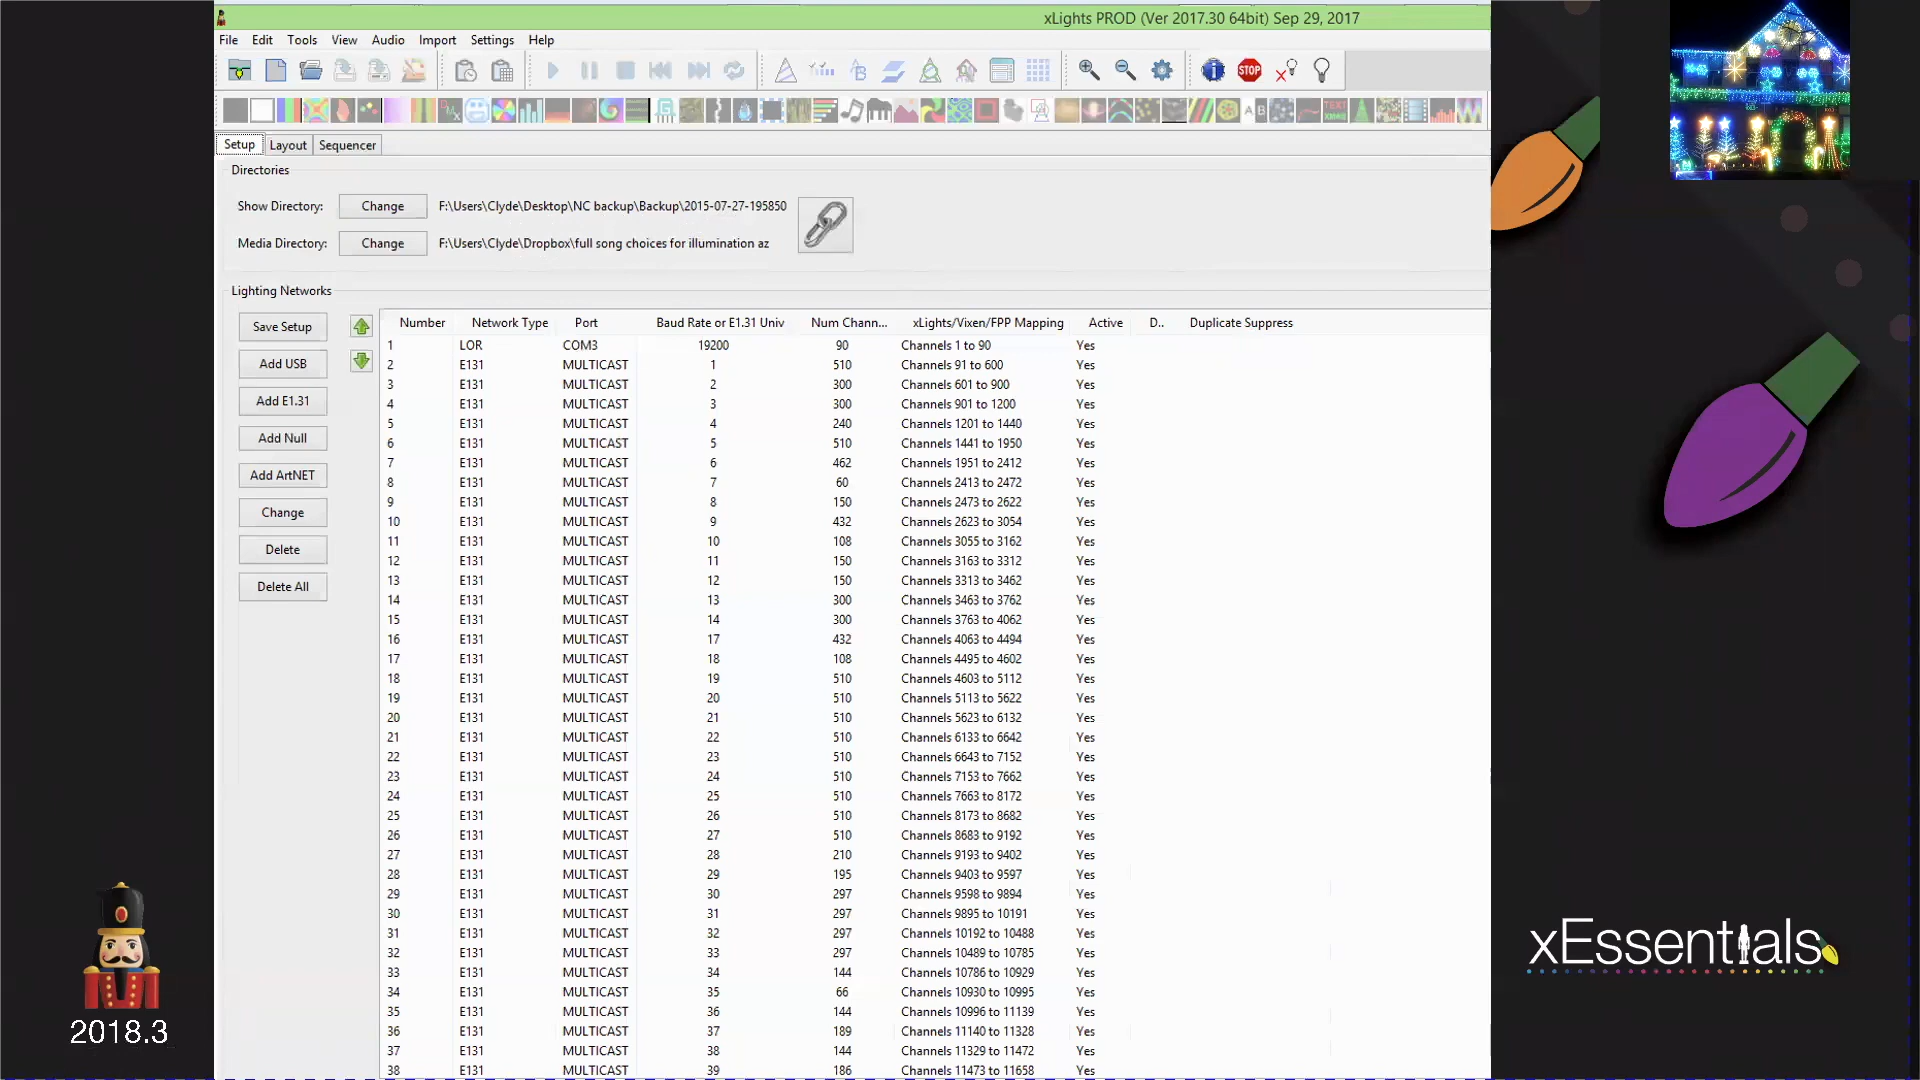 xLights PROD (Ver 2017.30 64bit) Sep 29, 2017
File Edit Tools View Audio Import Settings Help
STOP
Setup Layout Sequencer
Directories
Show Directory: Change F:\Users\Clyde\Desktop\NC backup\Backup\2015-07-27-195850
Media Directory: Change F:\Users\Clyde\Dropbox\full song choices for illumination az
Lighting Networks
Save Setup
Add USB
Add E1.31
Add Null
Add ArtNET
Change
Delete
Delete All
Number Network Type Port Baud Rate or E1.31 Univ Num Chann... xLights/Vixen/FPP Mapping Active D.. Duplicate Suppress
1 LOR COM3 19200 90 Channels 1 to 90 Yes
2 E131 MULTICAST 1 510 Channels 91 to 600 Yes
3 E131 MULTICAST 2 300 Channels 601 to 900 Yes
4 E131 MULTICAST 3 300 Channels 901 to 1200 Yes
5 E131 MULTICAST 4 240 Channels 1201 to 1440 Yes
6 E131 MULTICAST 5 510 Channels 1441 to 1950 Yes
7 E131 MULTICAST 6 462 Channels 1951 to 2412 Yes
8 E131 MULTICAST 7 60 Channels 2413 to 2472 Yes
9 E131 MULTICAST 8 150 Channels 2473 to 2622 Yes
10 E131 MULTICAST 9 432 Channels 2623 to 3054 Yes
11 E131 MULTICAST 10 108 Channels 3055 to 3162 Yes
12 E131 MULTICAST 11 150 Channels 3163 to 3312 Yes
13 E131 MULTICAST 12 150 Channels 3313 to 3462 Yes
14 E131 MULTICAST 13 300 Channels 3463 to 3762 Yes
15 E131 MULTICAST 14 300 Channels 3763 to 4062 Yes
16 E131 MULTICAST 17 432 Channels 4063 to 4494 Yes
17 E131 MULTICAST 18 108 Channels 4495 to 4602 Yes
18 E131 MULTICAST 19 510 Channels 4603 to 5112 Yes
19 E131 MULTICAST 20 510 Channels 5113 to 5622 Yes
20 E131 MULTICAST 21 510 Channels 5623 to 6132 Yes
21 E131 MULTICAST 22 510 Channels 6133 to 6642 Yes
22 E131 MULTICAST 23 510 Channels 6643 to 7152 Yes
23 E131 MULTICAST 24 510 Channels 7153 to 7662 Yes
24 E131 MULTICAST 25 510 Channels 7663 to 8172 Yes
25 E131 MULTICAST 26 510 Channels 8173 to 8682 Yes
26 E131 MULTICAST 27 510 Channels 8683 to 9192 Yes
27 E131 MULTICAST 28 210 Channels 9193 to 9402 Yes
28 E131 MULTICAST 29 195 Channels 9403 to 9597 Yes
29 E131 MULTICAST 30 297 Channels 9598 to 9894 Yes
30 E131 MULTICAST 31 297 Channels 9895 to 10191 Yes
31 E131 MULTICAST 32 297 Channels 10192 to 10488 Yes
32 E131 MULTICAST 33 297 Channels 10489 to 10785 Yes
33 E131 MULTICAST 34 144 Channels 10786 to 10929 Yes
34 E131 MULTICAST 35 66 Channels 10930 to 10995 Yes
35 E131 MULTICAST 36 144 Channels 10996 to 11139 Yes
36 E131 MULTICAST 37 189 Channels 11140 to 11328 Yes
37 E131 MULTICAST 38 144 Channels 11329 to 11472 Yes
38 E131 MULTICAST 39 186 Channels 11473 to 11658 Yes
2018.3
xEssentials